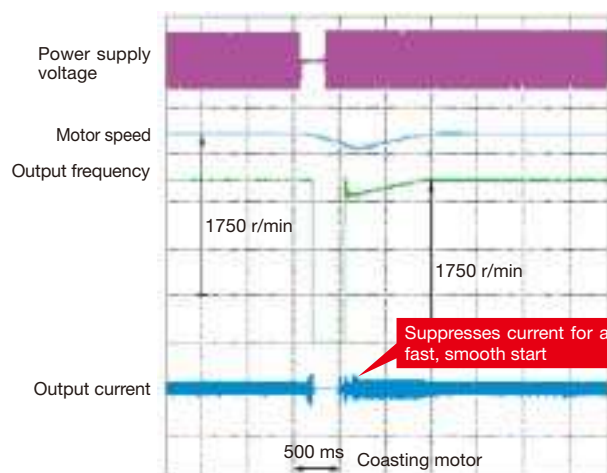 Power supply
voltage
Motor speed
Output frequency
1750 r/min
1750 r/min
Suppresses current for a
fast, smooth start
Output current
500 ms
Coasting motor